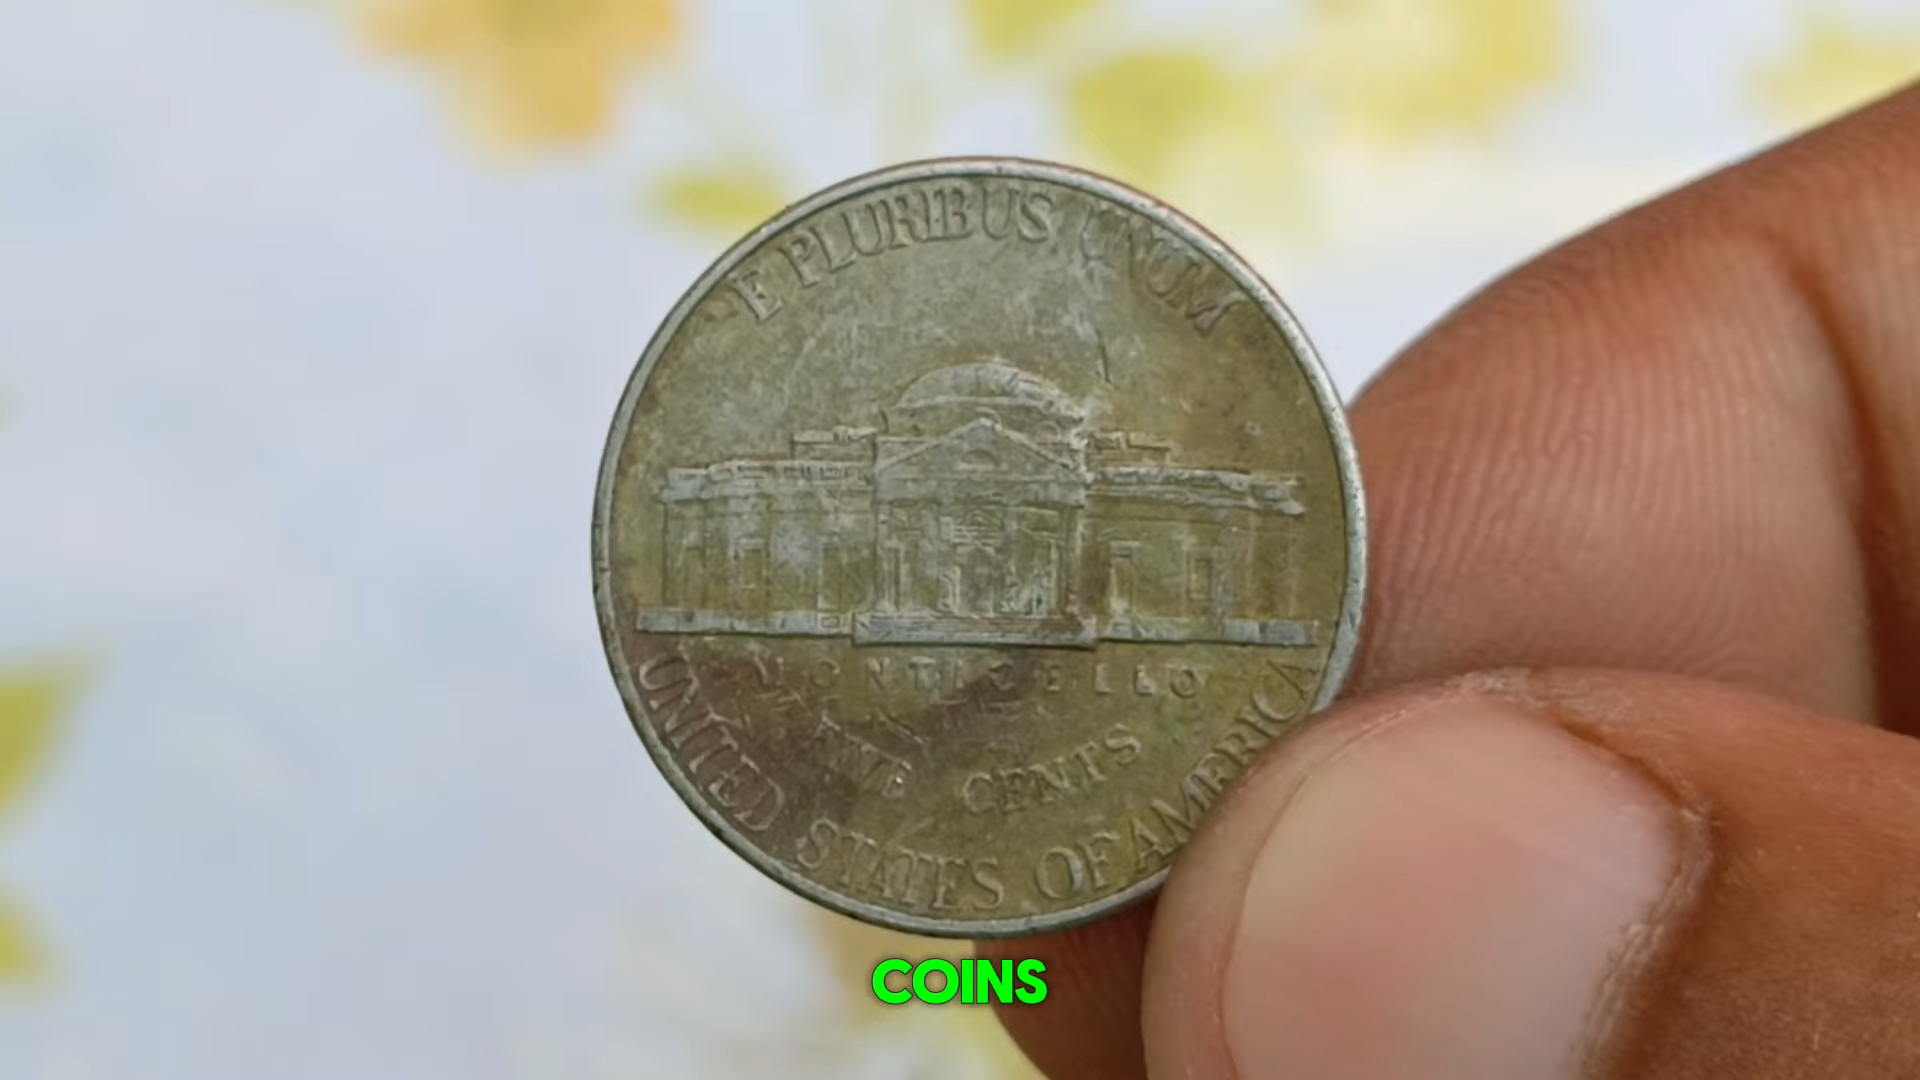 E PLURIBUS UNUM
MONTICELLO
FIVE CENTS
UNITED STATES OF AMERICA
COINS